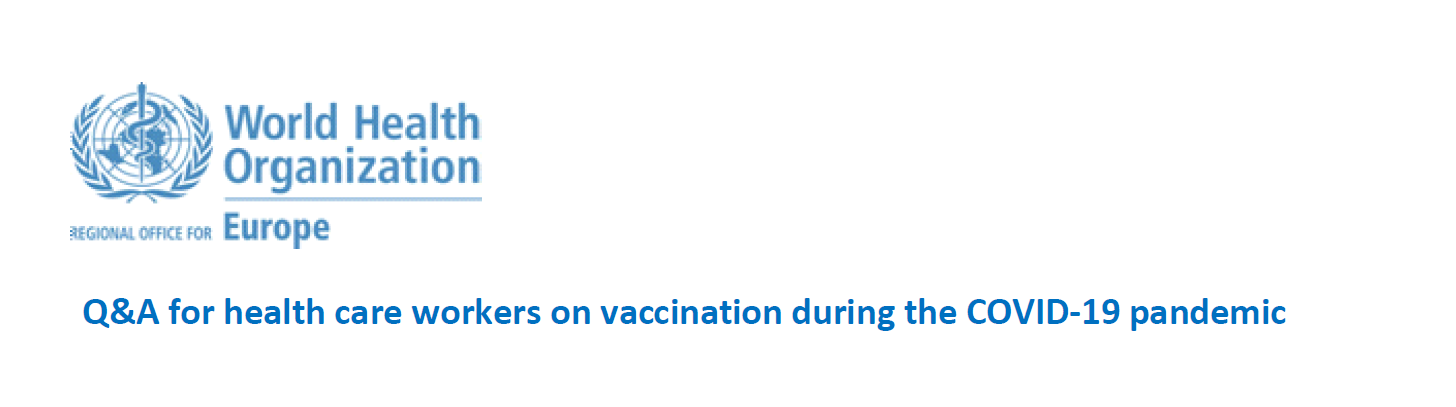 World Health
Organization
REGIONAL OFFICE FOR Europe
Q&A for health care workers on vaccination during the COVID-19 pandemic